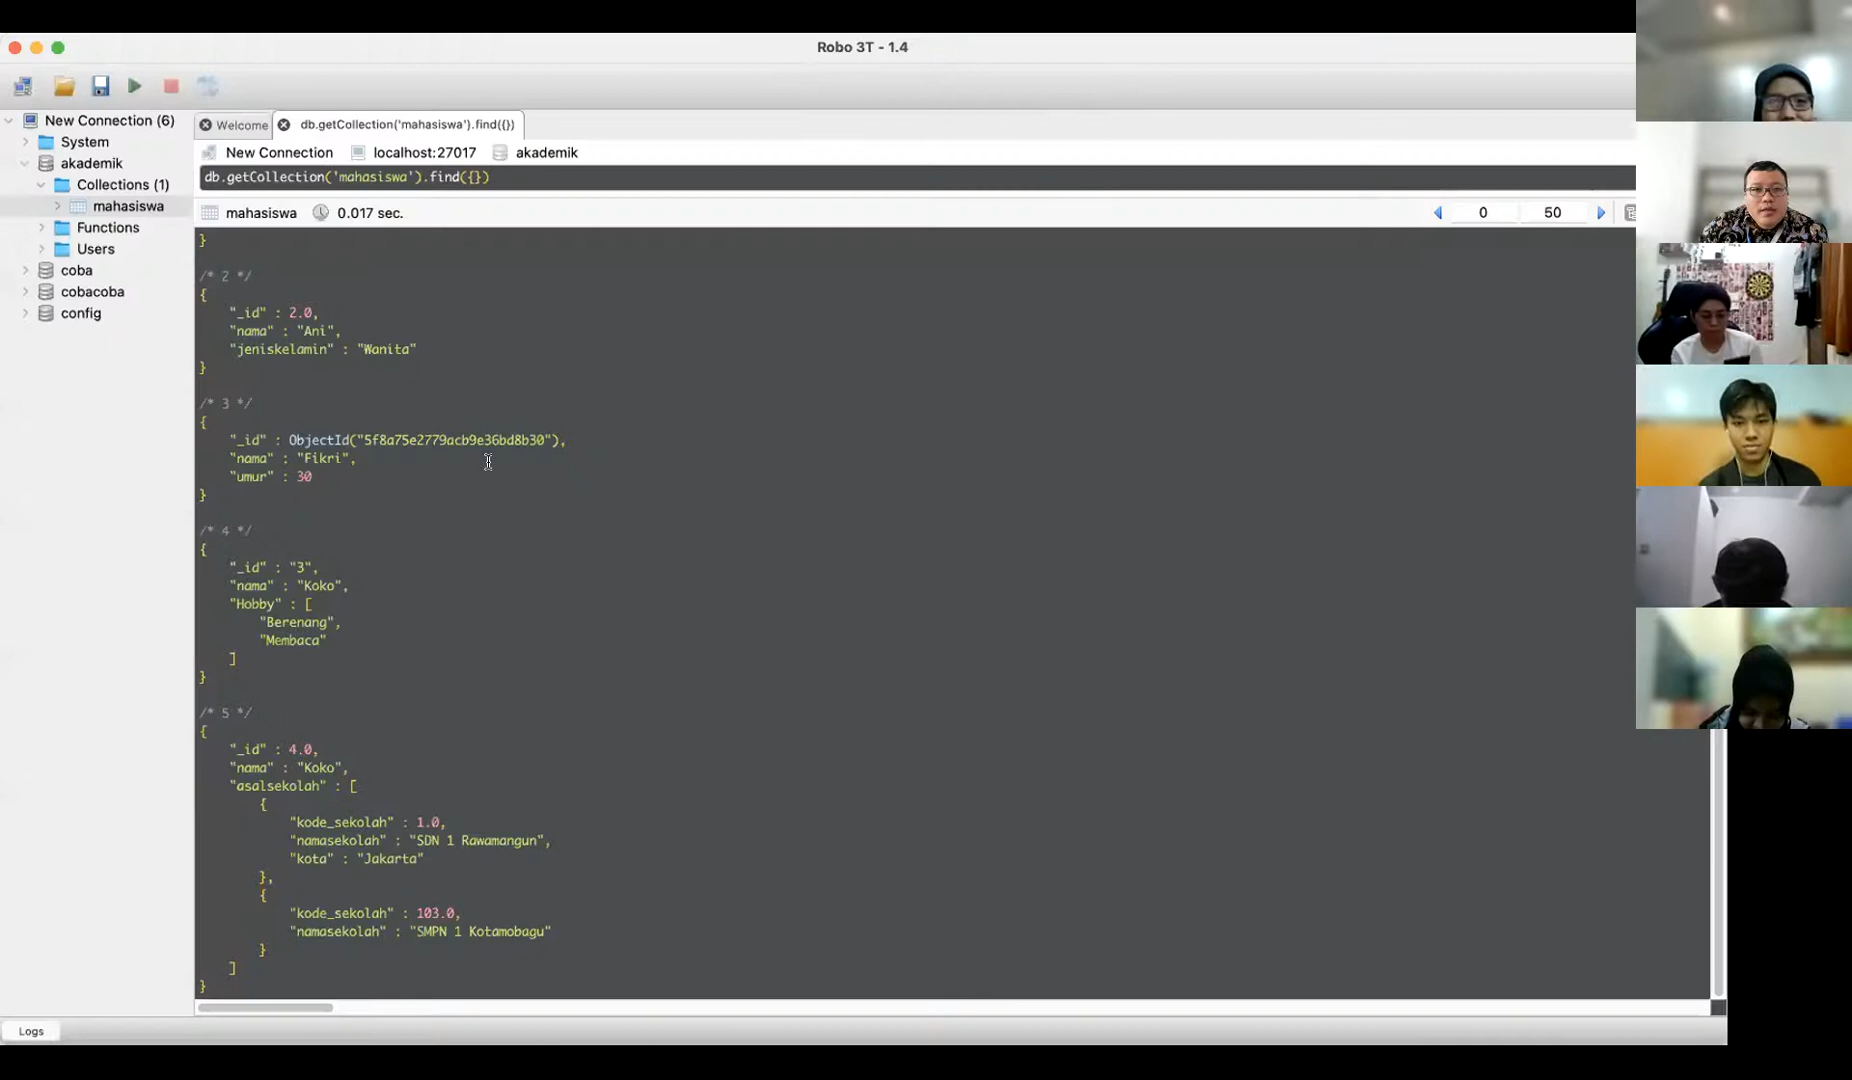 Robo 3T - 1.4
New Connection (6)
System
akademik
Collections (1)
mahasiswa
Functions
Users
coba
cobacoba
config
Welcome
db.getCollection('mahasiswa').find({})
New Connection
localhost:27017
akademik
db.getCollection('mahasiswa').find({})
mahasiswa
0.017 sec.
0
50
}
/* 2 */
{
"_id" : 2.0,
"nama" : "Ani",
"jeniskelamin" : "Wanita"
}
/* 3 */
{
"_id" : ObjectId("5f8a75e2779acb9e36bd8b30"),
"nama" : "Fikri",
"umur" : 30
}
/* 4 */
{
"_id" : "3",
"nama" : "Koko",
"Hobby" : [
"Berenang",
"Membaca"
]
}
/* 5 */
{
"_id" : 4.0,
"nama" : "Koko",
"asalsekolah" : [
{
"kode_sekolah" : 1.0,
"namasekolah" : "SDN 1 Rawamangun",
"kota" : "Jakarta"
},
{
"kode_sekolah" : 103.0,
"namasekolah" : "SMPN 1 Kotamobagu"
}
]
}
Logs